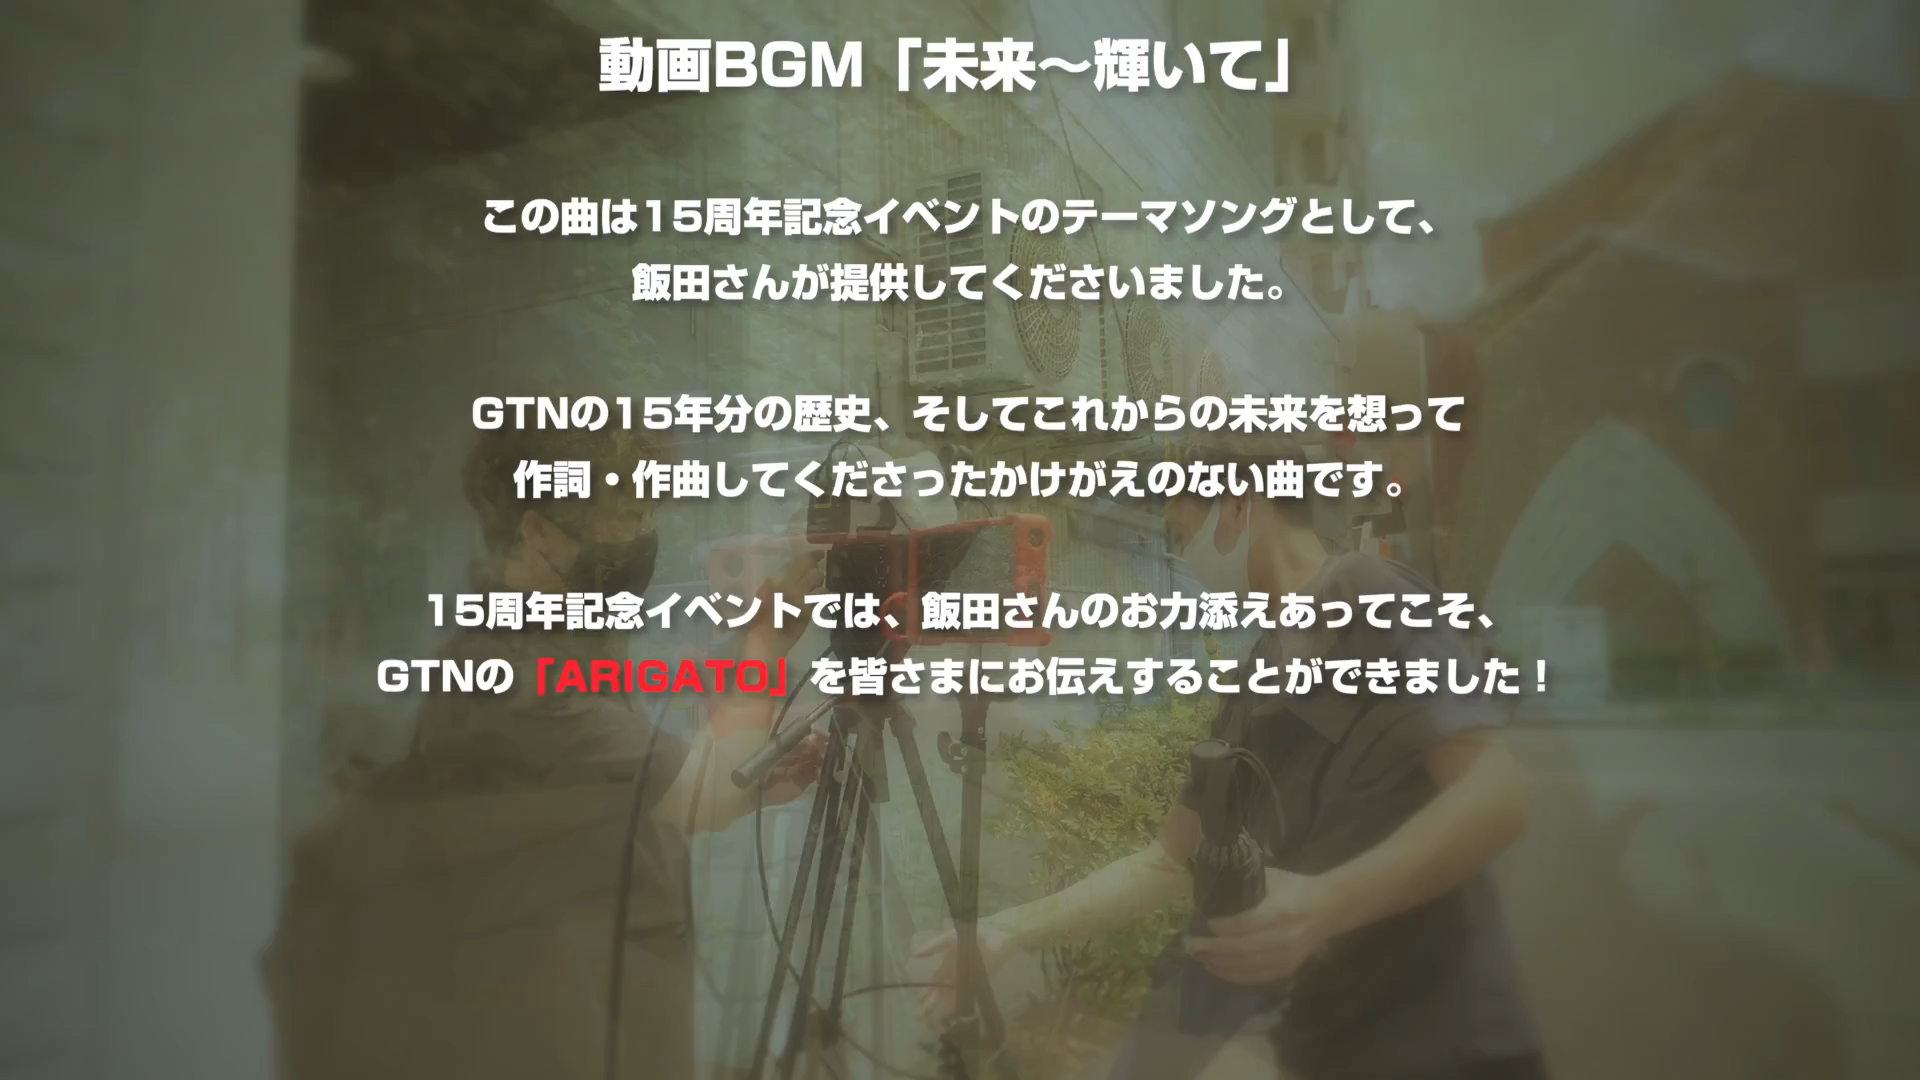 動画BGM「未来～輝いて」
この曲は15周年記念イベントのテーマソングとして、
飯田さんが提供してくださいました。
GTNの15年分の歴史、そしてこれからの未来を想って
作詞・作曲してくださったかけがえのない曲です。
15周年記念イベントでは、飯田さんのお力添えあってこそ、
GTNの「ARIGATO」を皆さまにお伝えすることができました！